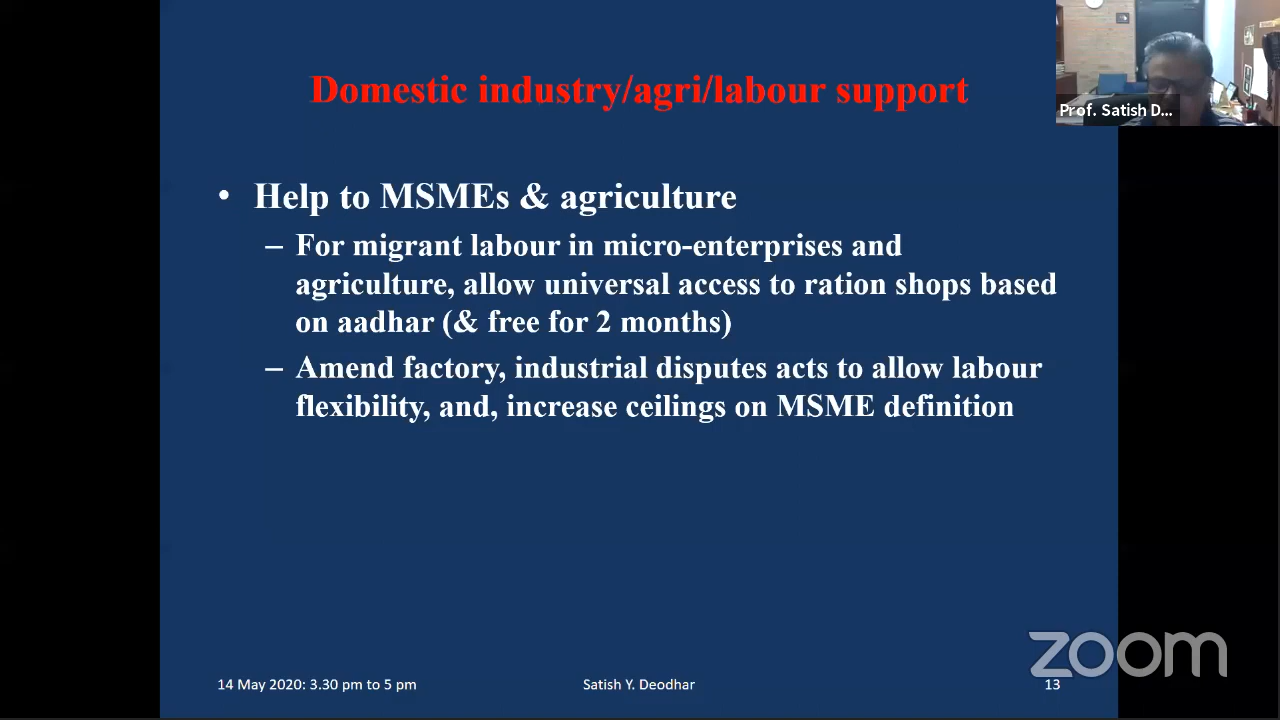 Domestic industry/agri/labour support
Prof. Satish D...
• Help to MSMEs & agriculture
– For migrant labour in micro-enterprises and
agriculture, allow universal access to ration shops based
on aadhar (& free for 2 months)
– Amend factory, industrial disputes acts to allow labour
flexibility, and, increase ceilings on MSME definition
zoom
14 May 2020: 3.30 pm to 5 pm
Satish Y. Deodhar
13